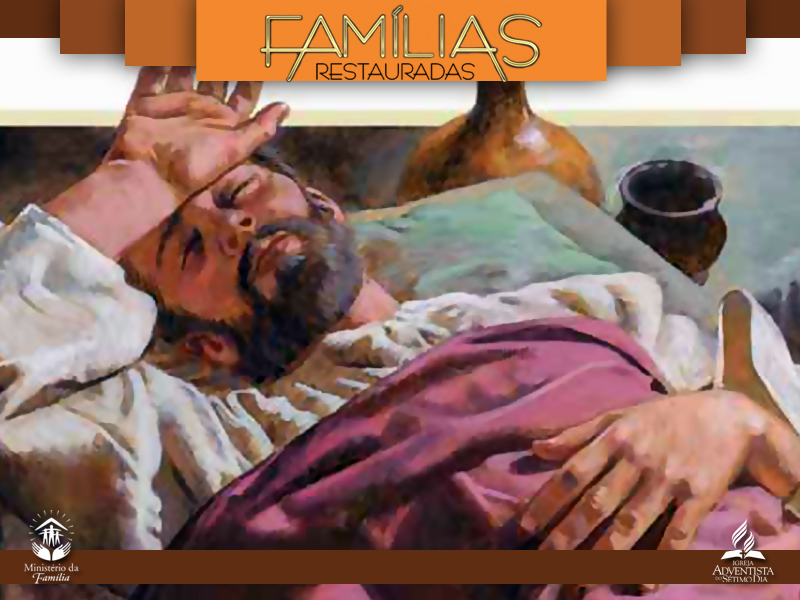 FAMÍLIAS
RESTAURADAS
Ministério da
Família
IGREJA
ADVENTISTA
DO SÉTIMO DIA